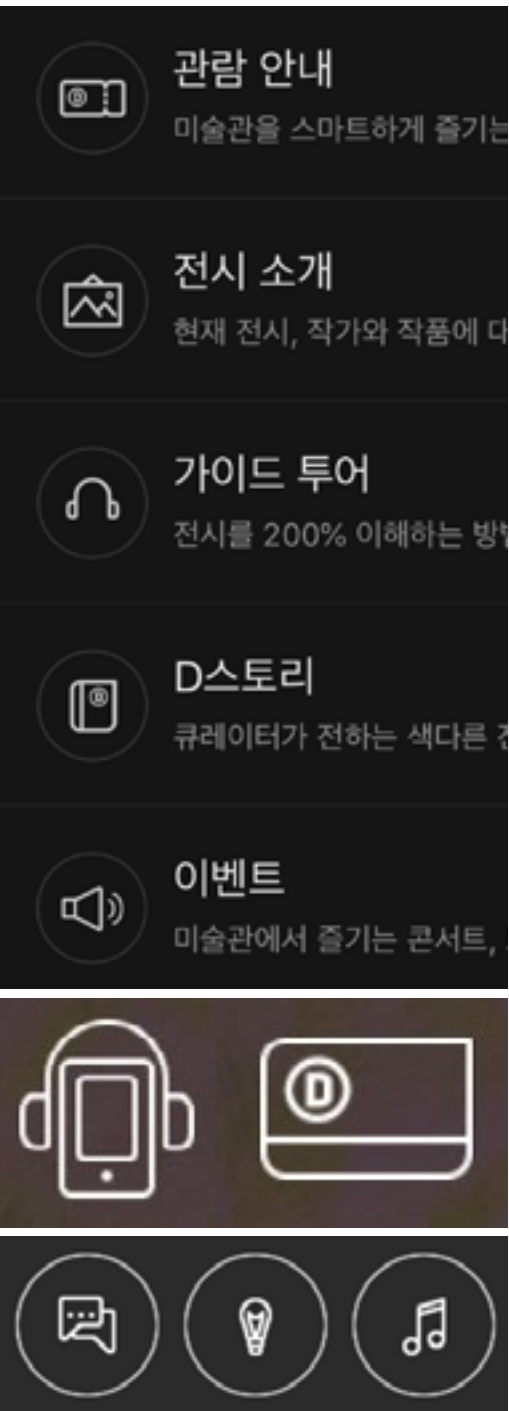 관람 안내
미술관을 스마트하게 즐기는
전시 소개
현재 전시, 작가와 작품에
가이드 투어
전시를 200% 이해하는
D스토리
큐레이터가 전하는 색다른
이벤트
미술관에서 즐기는 콘서트,
D